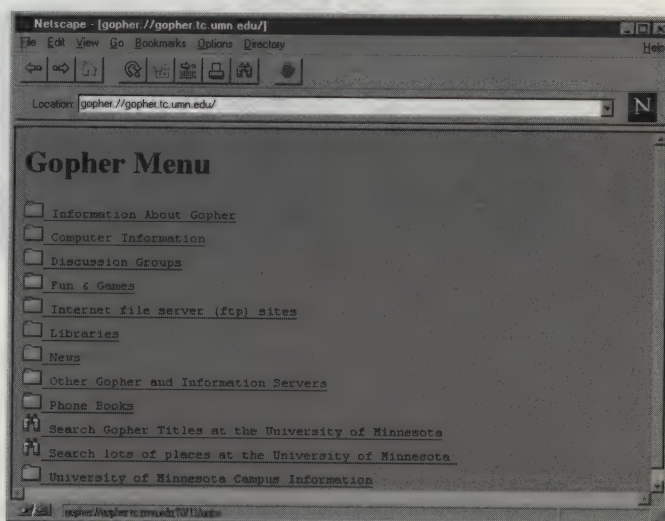 Netscape - [gopher://gopher.tc.umn.edu/]
File Edit View Go Bookmarks Options Directory Help
Location: gopher://gopher.tc.umn.edu/
N
Gopher Menu
Information About Gopher
Computer Information
Discussion Groups
Fun & Games
Internet file server (ftp) sites
Libraries
News
Other Gopher and Information Servers
Phone Books
Search Gopher Titles at the University of Minnesota
Search lots of places at the University of Minnesota
University of Minnesota Campus Information